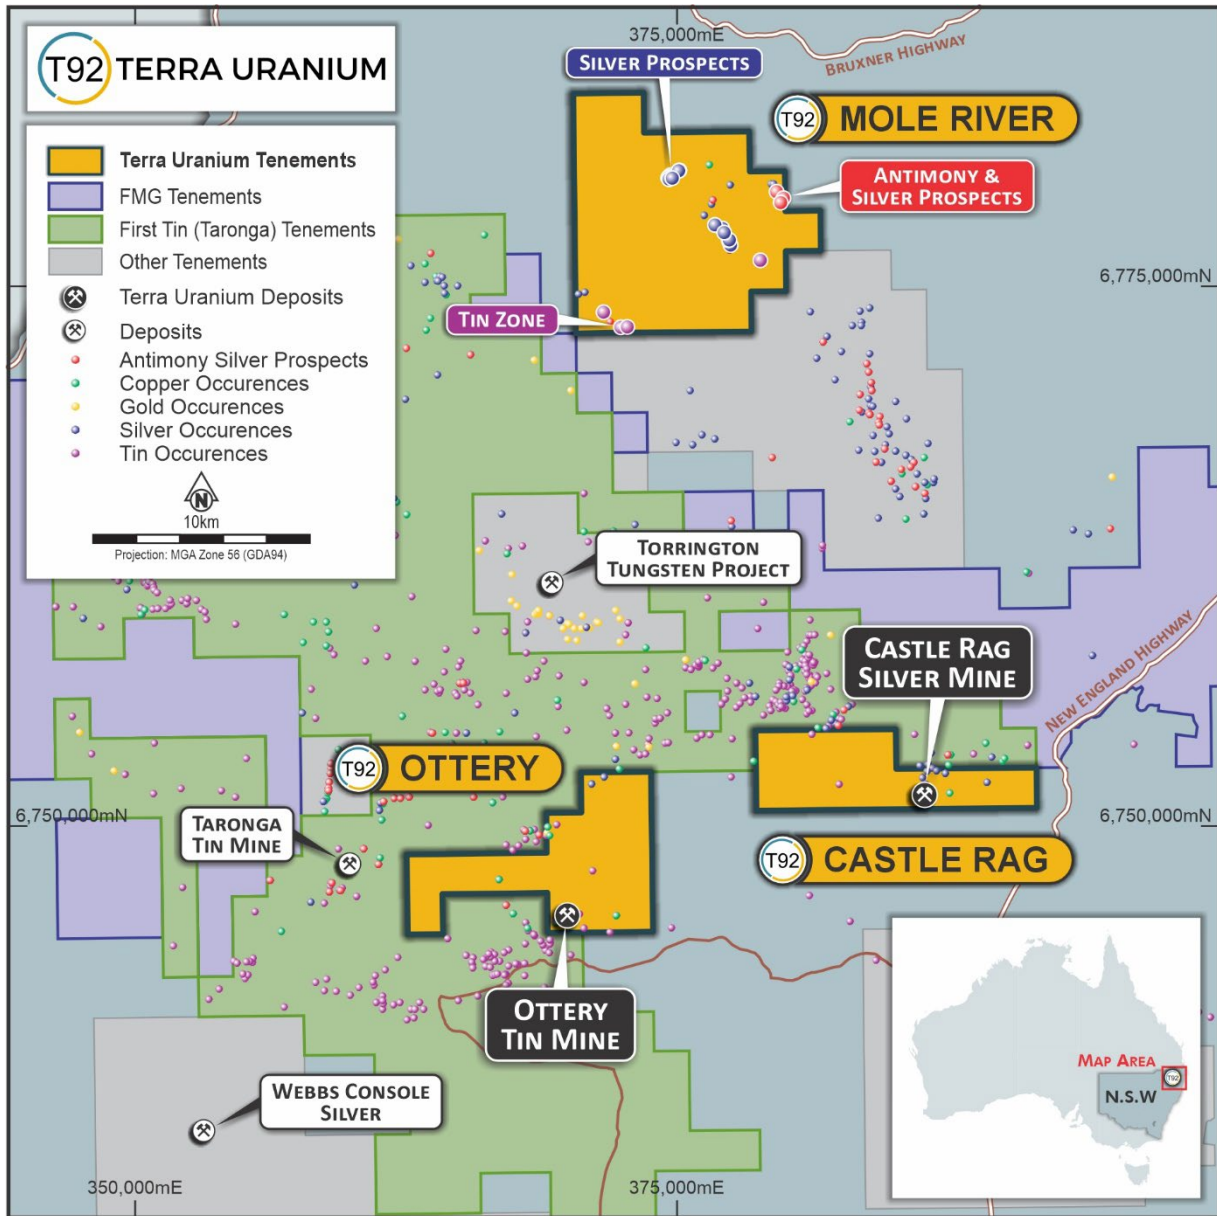 375,000mE
BRUXNER HIGHWAY
T92 TERRA URANIUM
SILVER PROSPECTS
T92 MOLE RIVER
Terra Uranium Tenements
FMG Tenements
First Tin (Taronga) Tenements
Other Tenements
Terra Uranium Deposits
Deposits
Antimony Silver Prospects
Copper Occurences
Gold Occurences
Silver Occurences
Tin Occurences
N
10km
Projection: MGA Zone 56 (GDA94)
ANTIMONY &
SILVER PROSPECTS
6,775,000mN
TIN ZONE
TORRINGTON
TUNGSTEN PROJECT
CASTLE RAG
SILVER MINE
NEW ENGLAND HIGHWAY
T92 OTTERY
6,750,000mN
6,750,000mN
TARONGA
TIN MINE
T92 CASTLE RAG
OTTERY
TIN MINE
WEBBS CONSOLE
SILVER
MAP AREA
T92
N.S.W
350,000mE
375,000mE